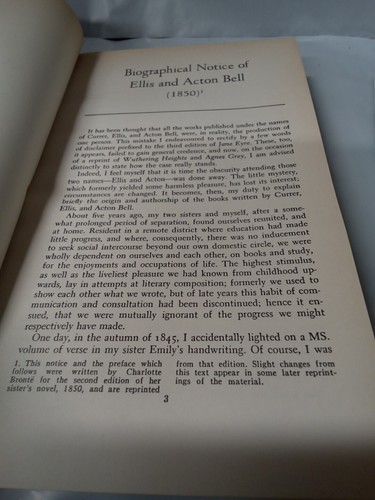 Biographical Notice of
Ellis and Acton Bell
(1850)¹
It has been thought that all the works published under the names
of Currer, Ellis, and Acton Bell, were, in reality, the production of
one person. This mistake I endeavoured to rectify by a few words
of disclaimer prefixed to the third edition of Jane Eyre. These, too,
it appears, failed to gain general credence, and now, on the occasion
of a reprint of Wuthering Heights and Agnes Grey, I am advised
distinctly to state how the case really stands.
Indeed, I feel myself that it is time the obscurity attending those
two names—Ellis and Acton—was done away. The little mystery,
which formerly yielded some harmless pleasure, has lost its interest;
circumstances are changed. It becomes, then, my duty to explain
briefly the origin and authorship of the books written by Currer,
Ellis, and Acton Bell.
About five years ago, my two sisters and myself, after a some-
what prolonged period of separation, found ourselves reunited, and
at home. Resident in a remote district where education had made
little progress, and where, consequently, there was no inducement
to seek social intercourse beyond our own domestic circle, we were
wholly dependent on ourselves and each other, on books and study,
for the enjoyments and occupations of life. The highest stimulus,
as well as the liveliest pleasure we had known from childhood up-
wards, lay in attempts at literary composition; formerly we used to
show each other what we wrote, but of late years this habit of com-
munication and consultation had been discontinued; hence it en-
sued, that we were mutually ignorant of the progress we might
respectively have made.
One day, in the autumn of 1845, I accidentally lighted on a MS.
volume of verse in my sister Emily's handwriting. Of course, I was
1. This notice and the preface which
follows were written by Charlotte
Brontë for the second edition of her
sister's novel, 1850, and are reprinted
from that edition. Slight changes from
this text appear in some later reprint-
ings of the material.
3